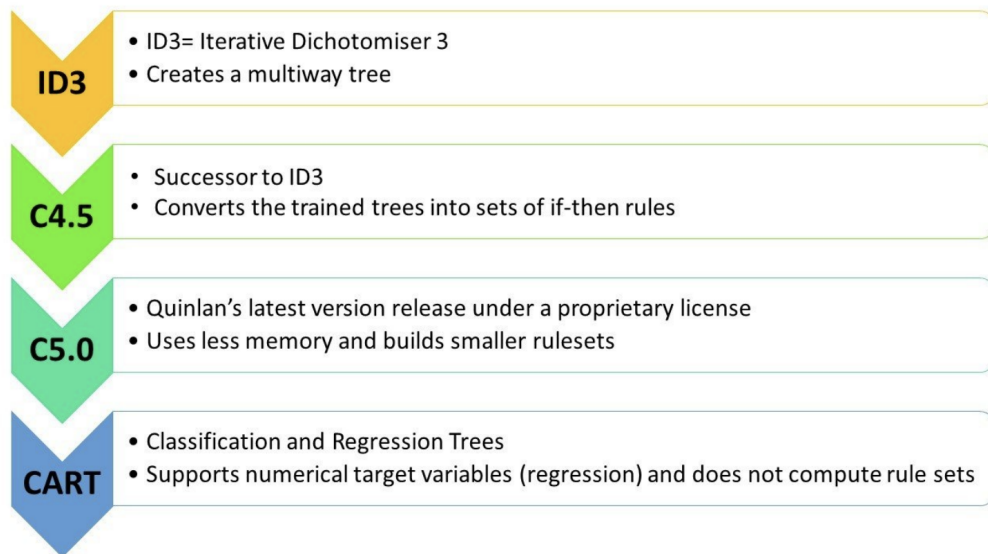 ID3
• ID3= Iterative Dichotomiser 3
• Creates a multiway tree
C4.5
• Successor to ID3
• Converts the trained trees into sets of if-then rules
C5.0
• Quinlan’s latest version release under a proprietary license
• Uses less memory and builds smaller rulesets
CART
• Classification and Regression Trees
• Supports numerical target variables (regression) and does not compute rule sets